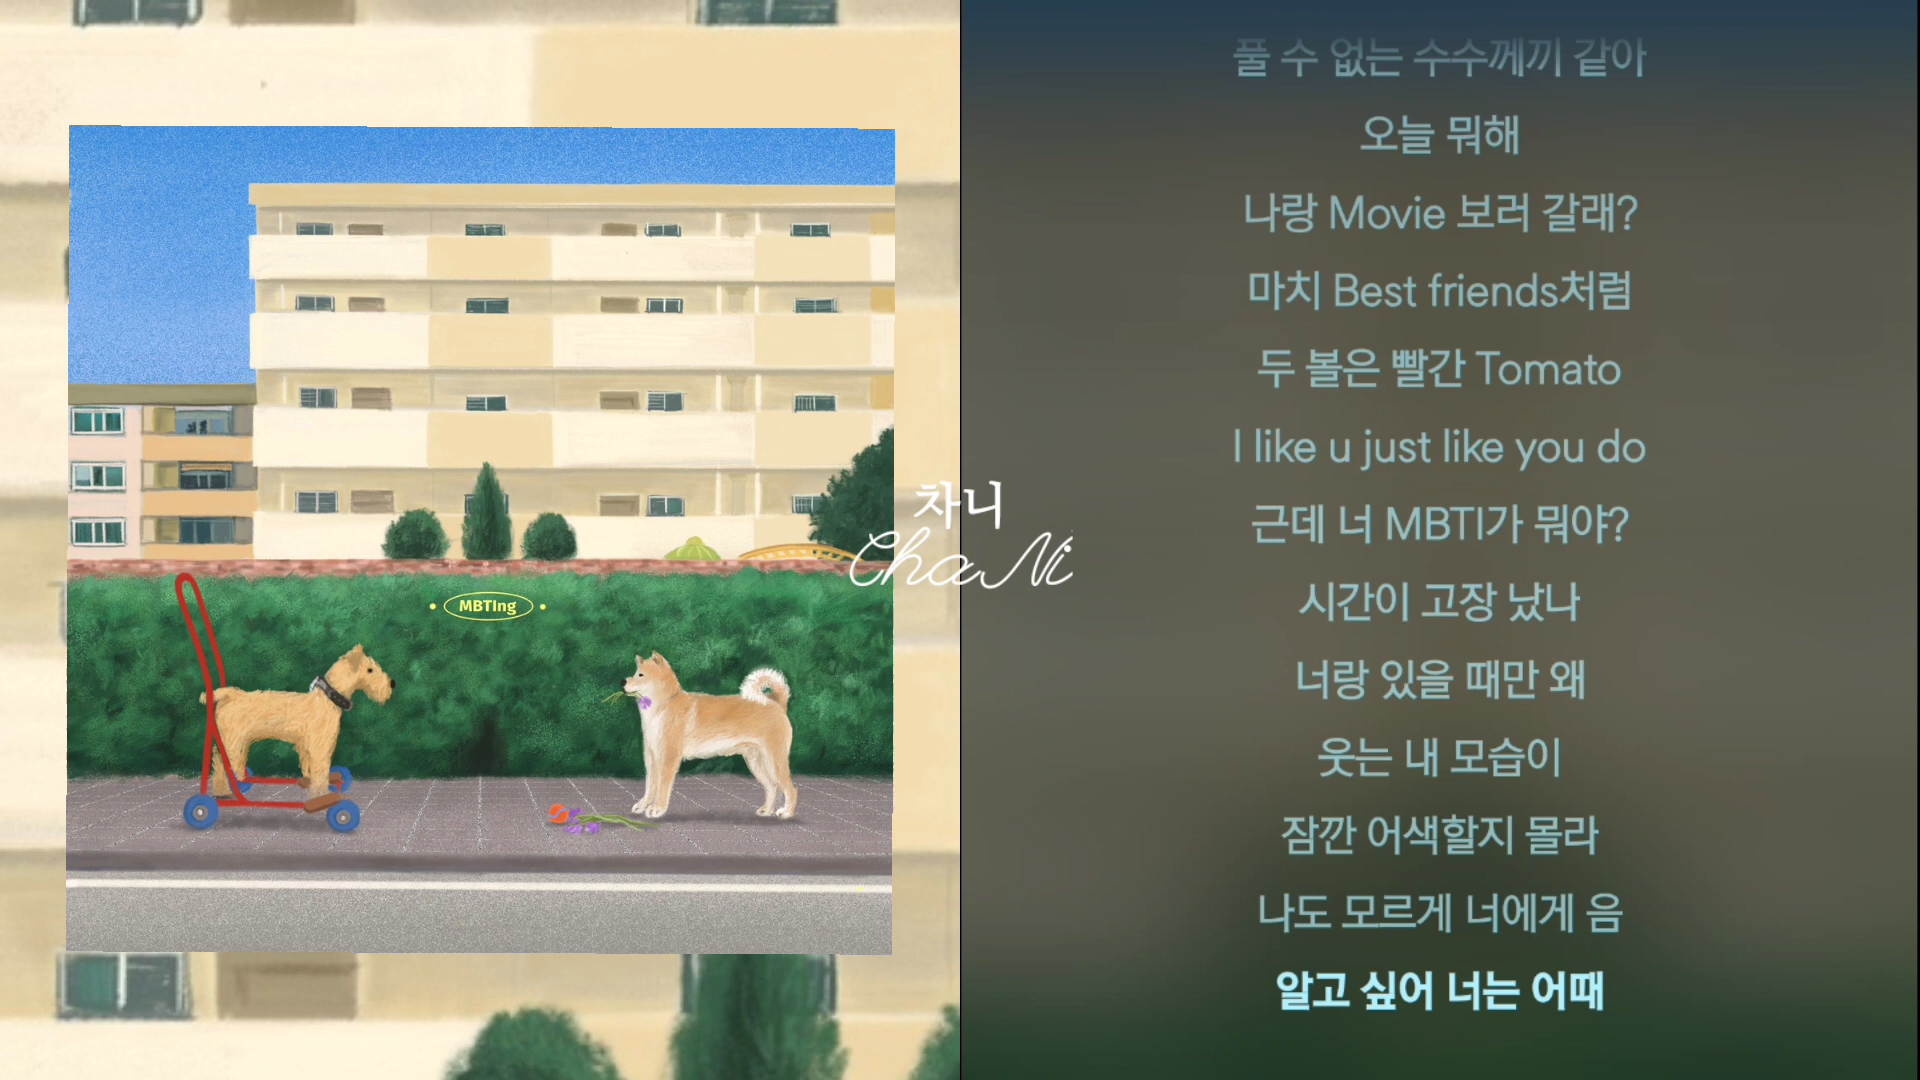 MBTIng
차니
ChaNi
풀 수 없는 수수께끼 같아
오늘 뭐해
나랑 Movie 보러 갈래?
마치 Best friends처럼
두 볼은 빨간 Tomato
I like u just like you do
근데 너 MBTI가 뭐야?
시간이 고장 났나
너랑 있을 때만 왜
웃는 내 모습이
잠깐 어색할지 몰라
나도 모르게 너에게 음
알고 싶어 너는 어때